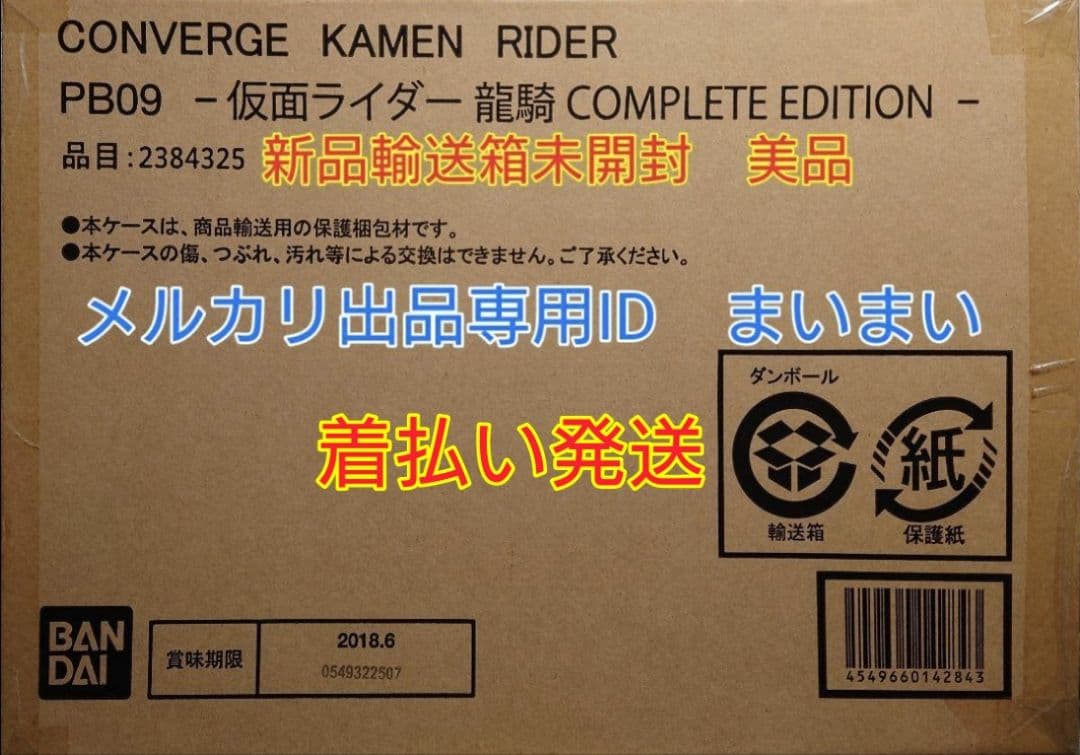 CONVERGE KAMEN RIDER
PB09 －仮面ライダー 龍騎 COMPLETE EDITION －
品目:2384325 新品輸送箱未開封　美品
●本ケースは、商品輸送用の保護梱包材です。
●本ケースの傷、つぶれ、汚れ等による交換はできません。ご了承ください。
メルカリ出品専用ID　まいまい
着払い発送
ダンボール
紙
輸送箱
保護紙
BAN
DAI
賞味期限
2018.6
0549322507
4549660142843